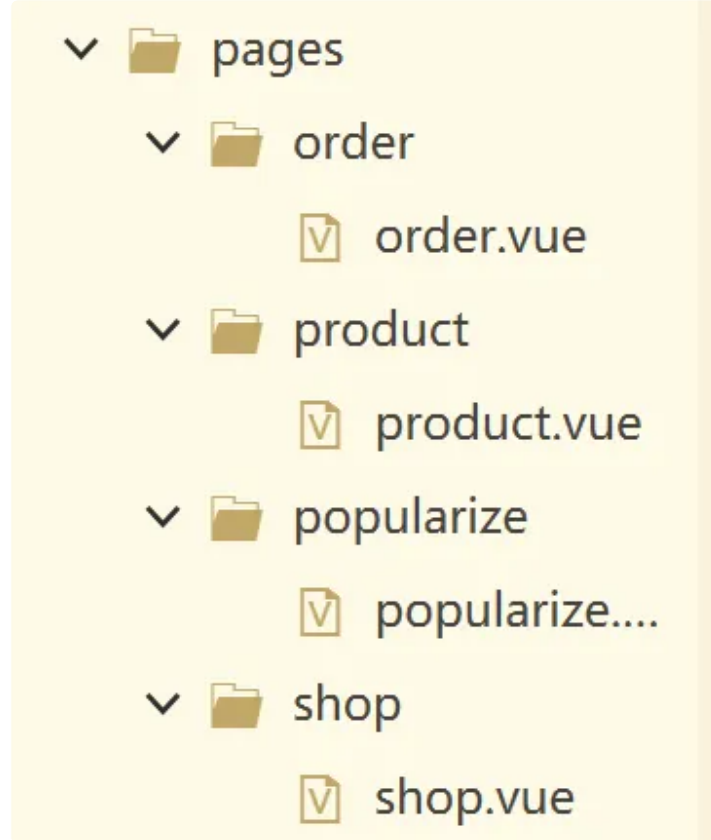 pages
order
order.vue
product
product.vue
popularize
popularize....
shop
shop.vue